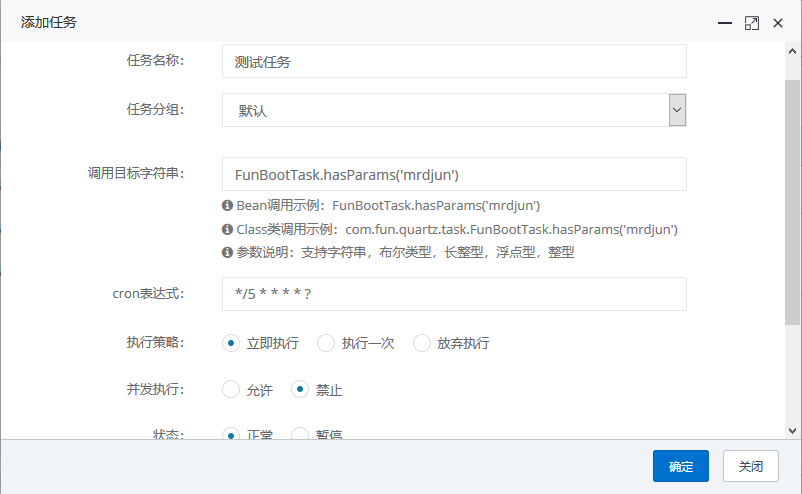 添加任务
任务名称： 测试任务
任务分组： 默认
调用目标字符串： FunBootTask.hasParams('mrdjun')
Bean调用示例：FunBootTask.hasParams('mrdjun')
Class类调用示例：com.fun.quartz.task.FunBootTask.hasParams('mrdjun')
参数说明：支持字符串，布尔类型，长整型，浮点型，整型
cron表达式： */5 * * * * ?
执行策略： 立即执行 执行一次 放弃执行
并发执行： 允许 禁止
状态： 正常 暂停
确定 关闭